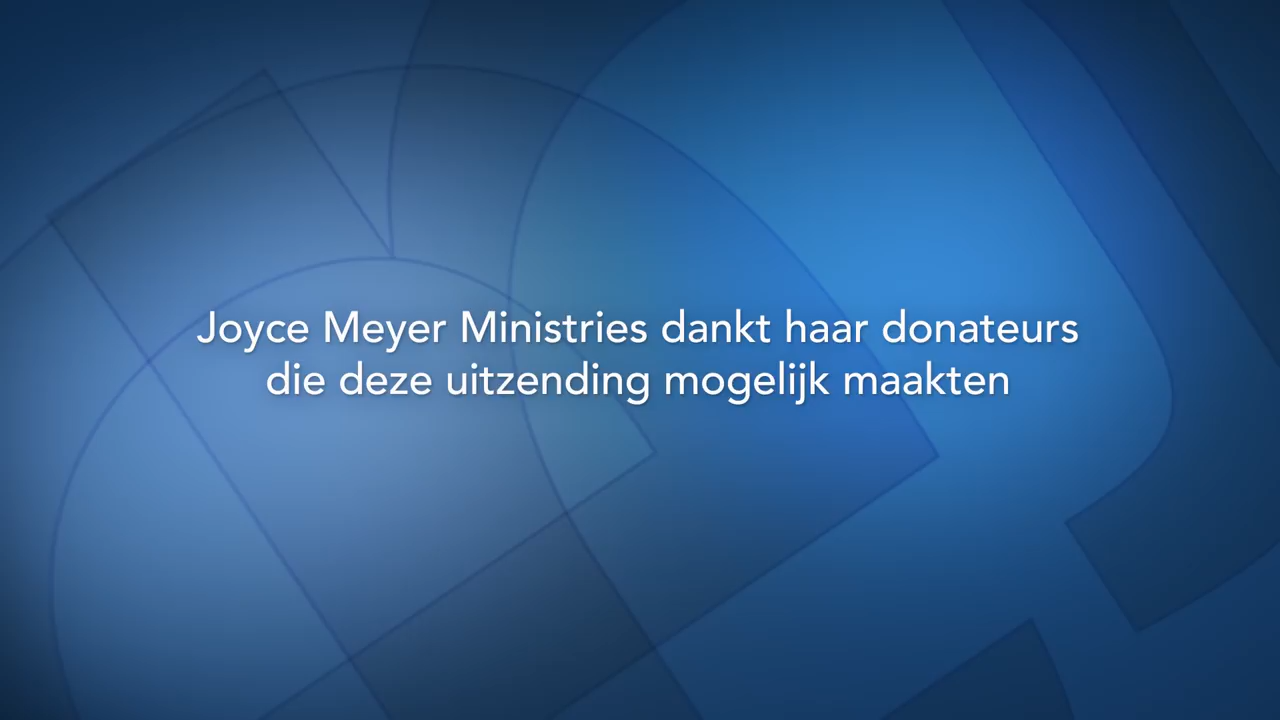 Joyce Meyer Ministries dankt haar donateurs
die deze uitzending mogelijk maakten